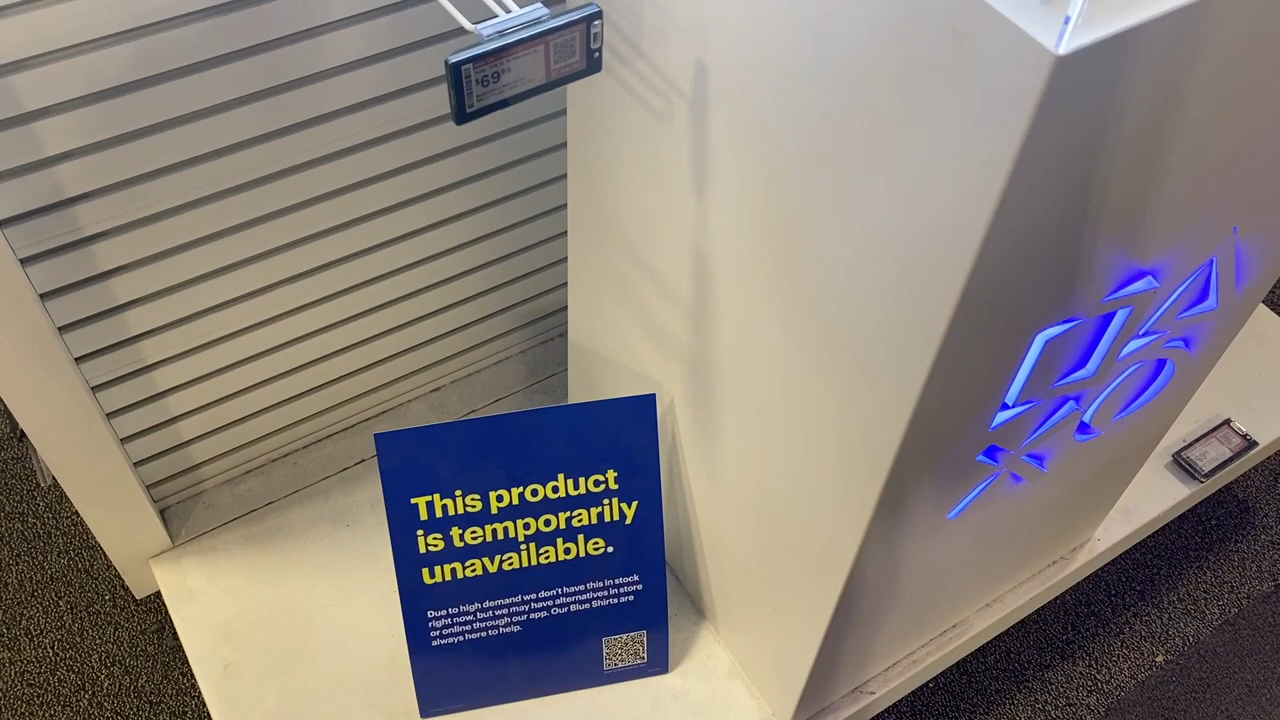 $69
This product
is temporarily
unavailable.
Due to high demand we don't have this in stock
right now, but we may have alternatives in store
or online through our app. Our Blue Shirts are
always here to help.